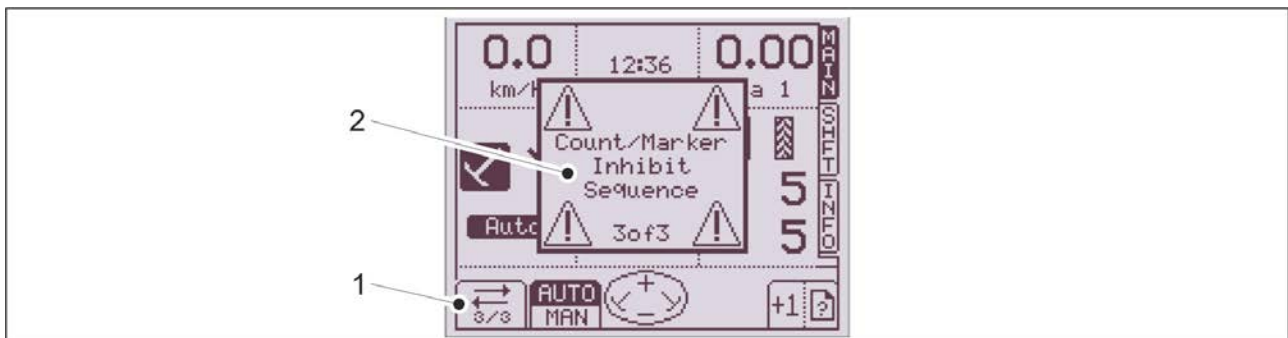 0.0
12:36
0.00
km/h
a 1
MAIN
SHFT
INFO
2
Count/Marker
Inhibit
Sequence
3of3
5
Auto
5
1
3/3
AUTO
MAN
+
−
+1
?